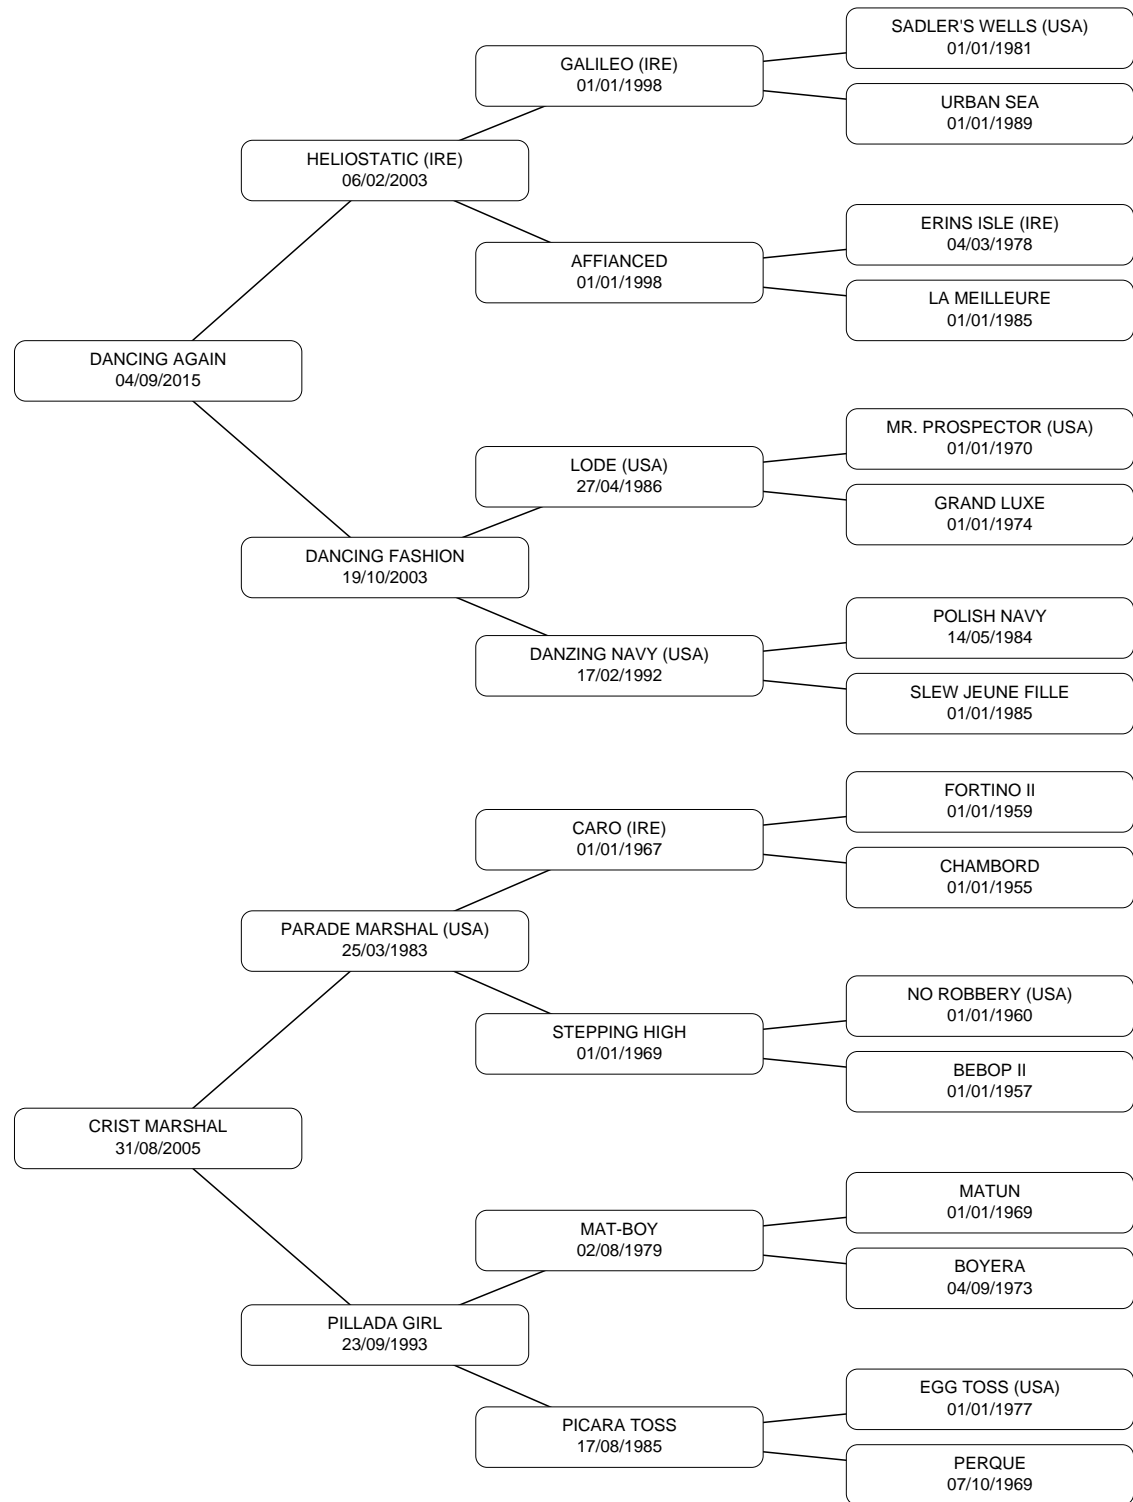 SADLER'S WELLS (USA)
01/01/1981
GALILEO (IRE)
01/01/1998
URBAN SEA
01/01/1989
HELIOSTATIC (IRE)
06/02/2003
ERINS ISLE (IRE)
04/03/1978
AFFIANCED
01/01/1998
LA MEILLEURE
01/01/1985
DANCING AGAIN
04/09/2015
MR. PROSPECTOR (USA)
01/01/1970
LODE (USA)
27/04/1986
GRAND LUXE
01/01/1974
DANCING FASHION
19/10/2003
POLISH NAVY
14/05/1984
DANZING NAVY (USA)
17/02/1992
SLEW JEUNE FILLE
01/01/1985
FORTINO II
01/01/1959
CARO (IRE)
01/01/1967
CHAMBORD
01/01/1955
PARADE MARSHAL (USA)
25/03/1983
NO ROBBERY (USA)
01/01/1960
STEPPING HIGH
01/01/1969
BEBOP II
01/01/1957
CRIST MARSHAL
31/08/2005
MATUN
01/01/1969
MAT-BOY
02/08/1979
BOYERA
04/09/1973
PILLADA GIRL
23/09/1993
EGG TOSS (USA)
01/01/1977
PICARA TOSS
17/08/1985
PERQUE
07/10/1969